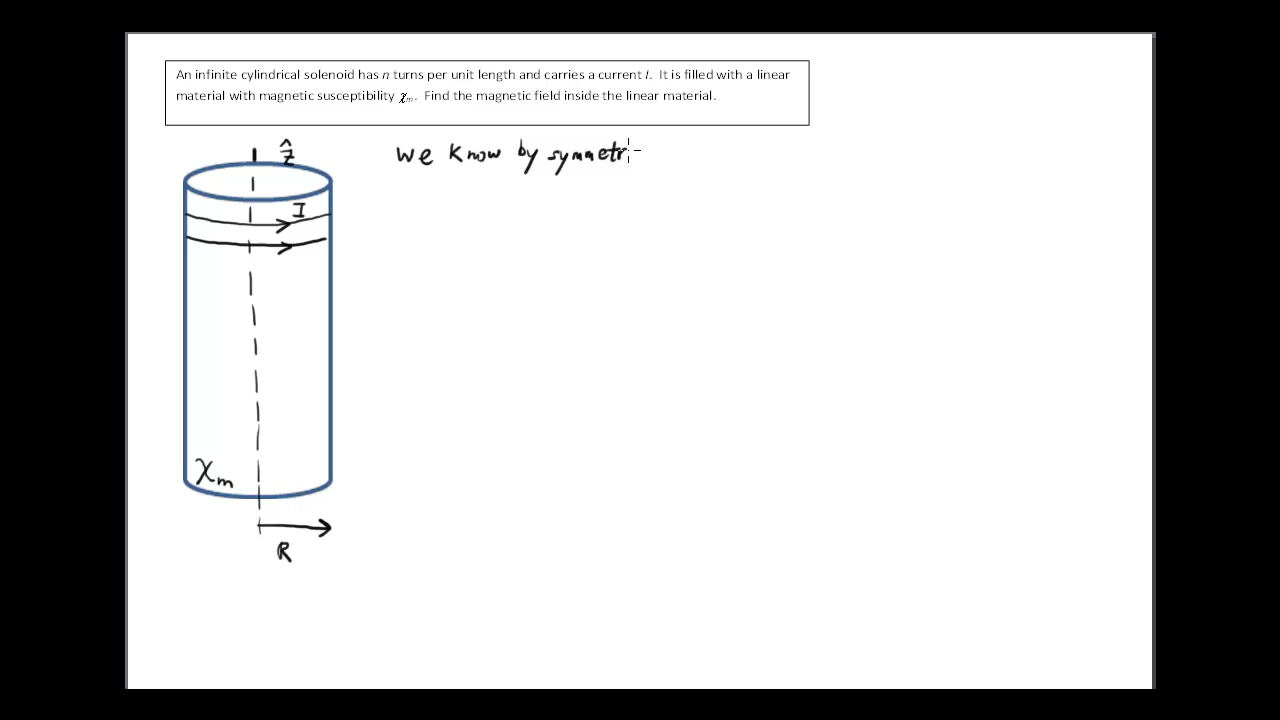 An infinite cylindrical solenoid has n turns per unit length and carries a current I. It is filled with a linear
material with magnetic susceptibility χₘ. Find the magnetic field inside the linear material.
ẑ
We know by symmetr
I
χₘ
R